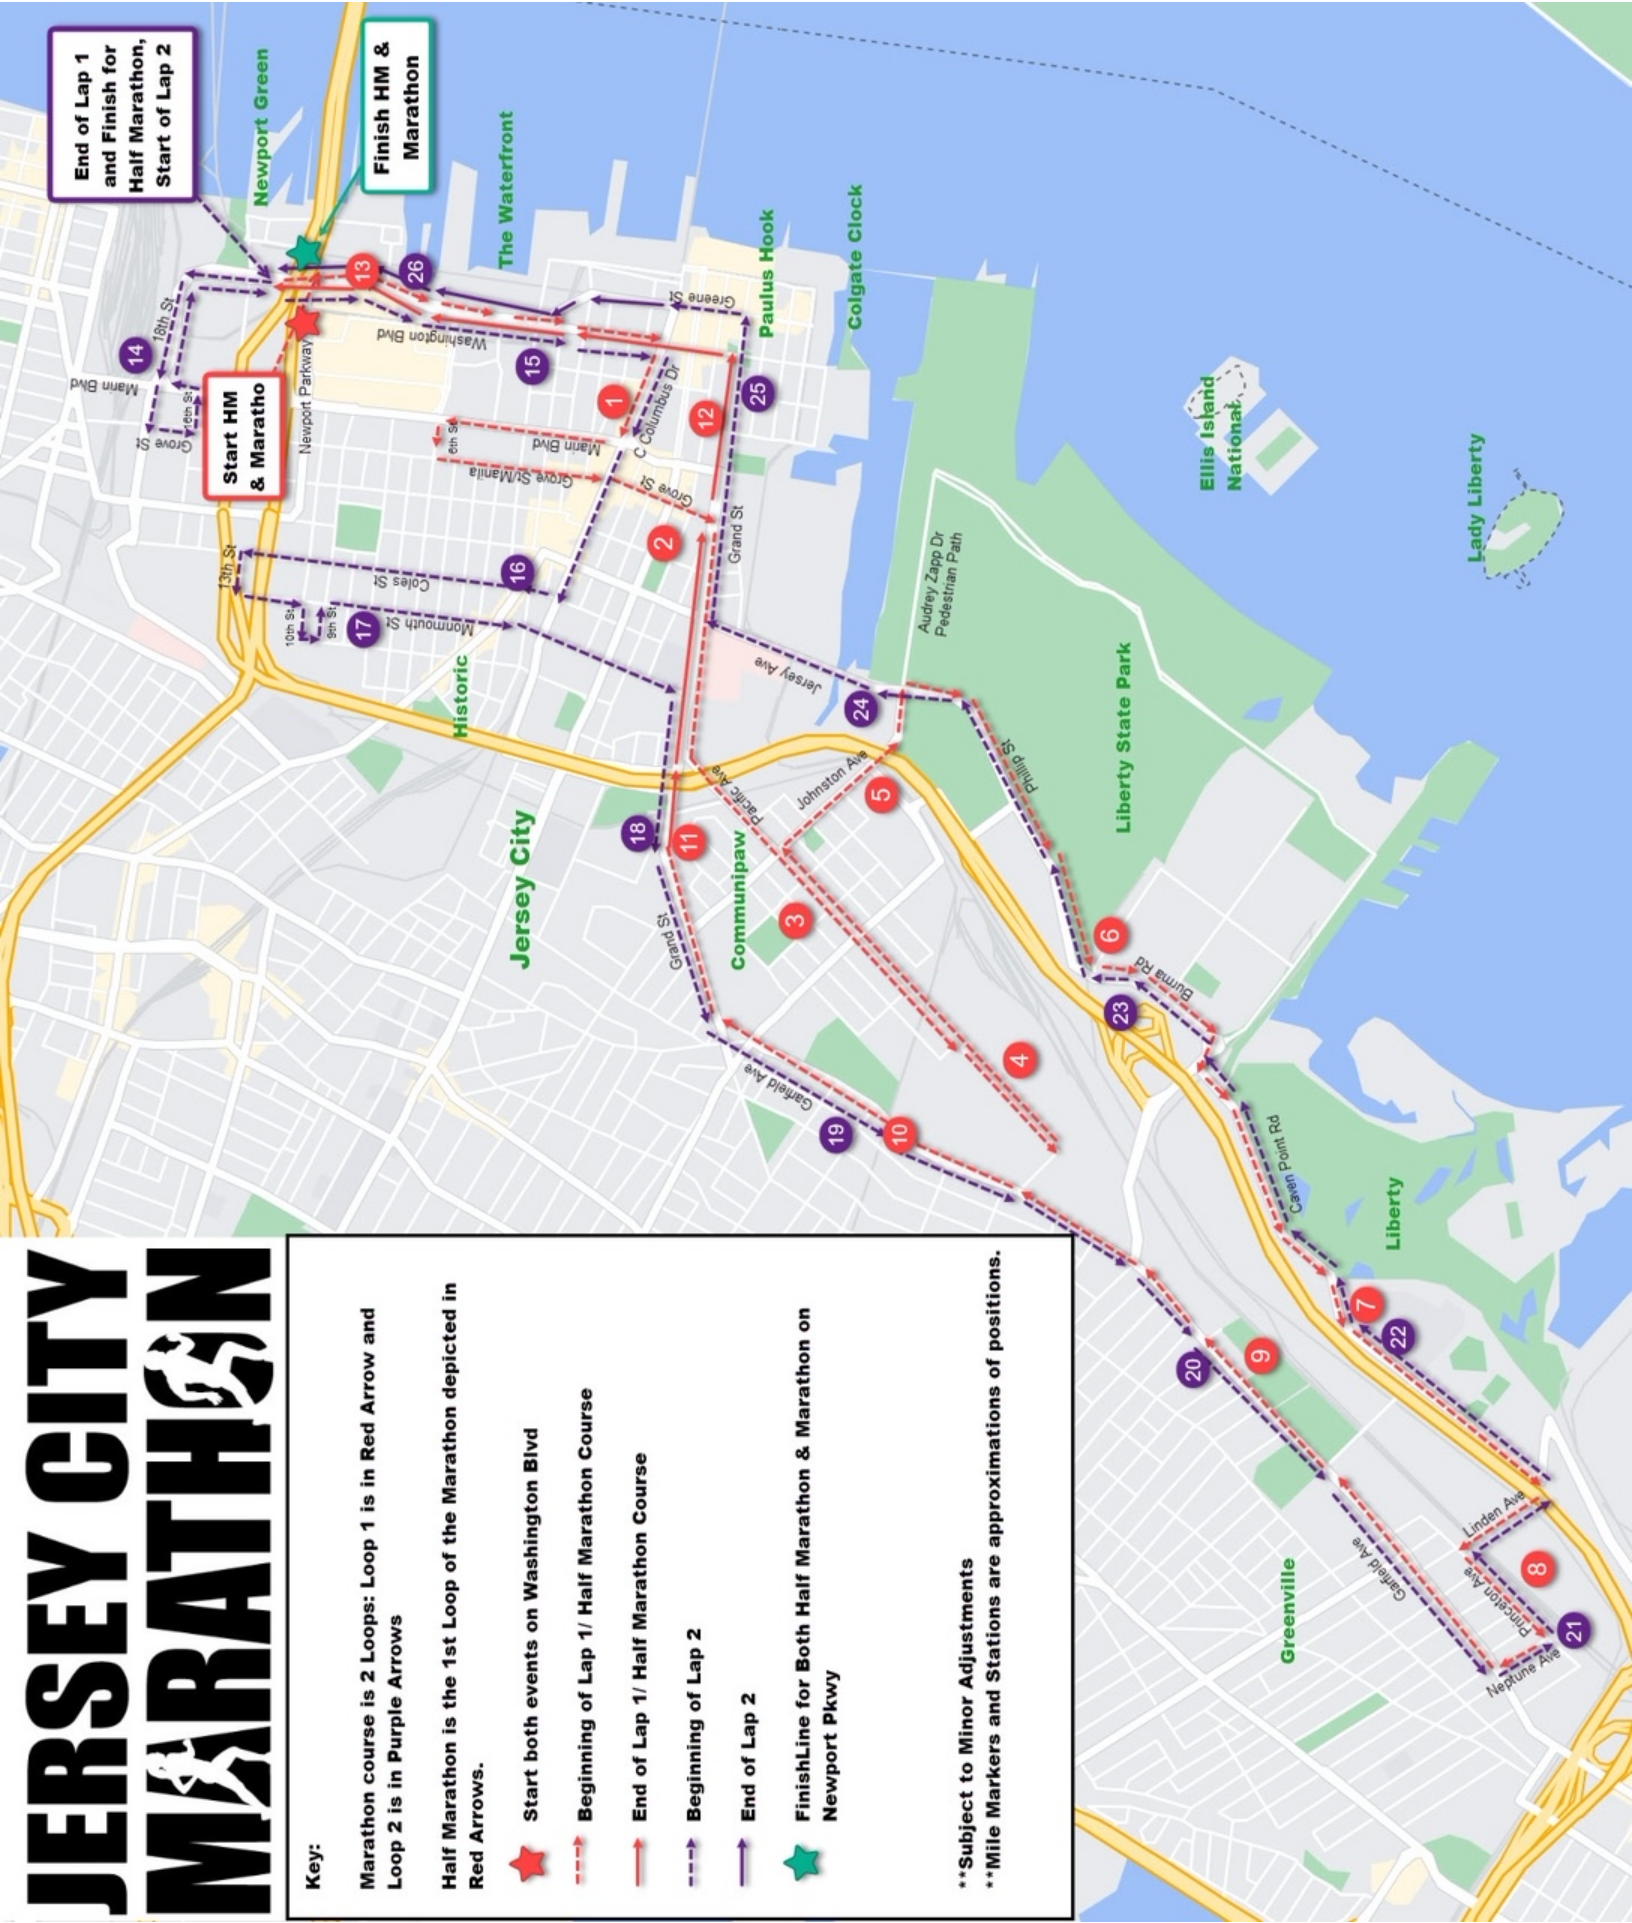 JERSEY CITY
MARATHON
Key:
Marathon course is 2 Loops: Loop 1 is in Red Arrow and
Loop 2 is in Purple Arrows
Half Marathon is the 1st Loop of the Marathon depicted in
Red Arrows.
Start both events on Washington Blvd
Beginning of Lap 1/ Half Marathon Course
End of Lap 1/ Half Marathon Course
Beginning of Lap 2
End of Lap 2
FinishLine for Both Half Marathon & Marathon on
Newport Pkwy
**Subject to Minor Adjustments
**Mile Markers and Stations are approximations of positions.
End of Lap 1
and Finish for
Half Marathon,
Start of Lap 2
Finish HM &
Marathon
Start HM
& Maratho
Newport Green
The Waterfront
Paulus Hook
Colgate Clock
Ellis Island
National
Lady Liberty
Liberty State Park
Liberty
Historic
Jersey City
Communipaw
Greenville
18th St
Marin Blvd
16th St
Grove St
Newport Parkway
Washington Blvd
Greene St
C Columbus Dr
6th St
Marin Blvd
Grove St/Manila
Grove St
Grand St
13th St
Coles St
10th St
9th St
Monmouth St
Jersey Ave
Audrey Zapp Dr
Pedestrian Path
Johnston Ave
Pacific Ave
Phillip St
Grand St
Garfield Ave
Burma Rd
Caven Point Rd
Linden Ave
Princeton Ave
Neptune Ave
Garfield Ave
1
2
3
4
5
6
7
8
9
10
11
12
13
14
15
16
17
18
19
20
21
22
23
24
25
26